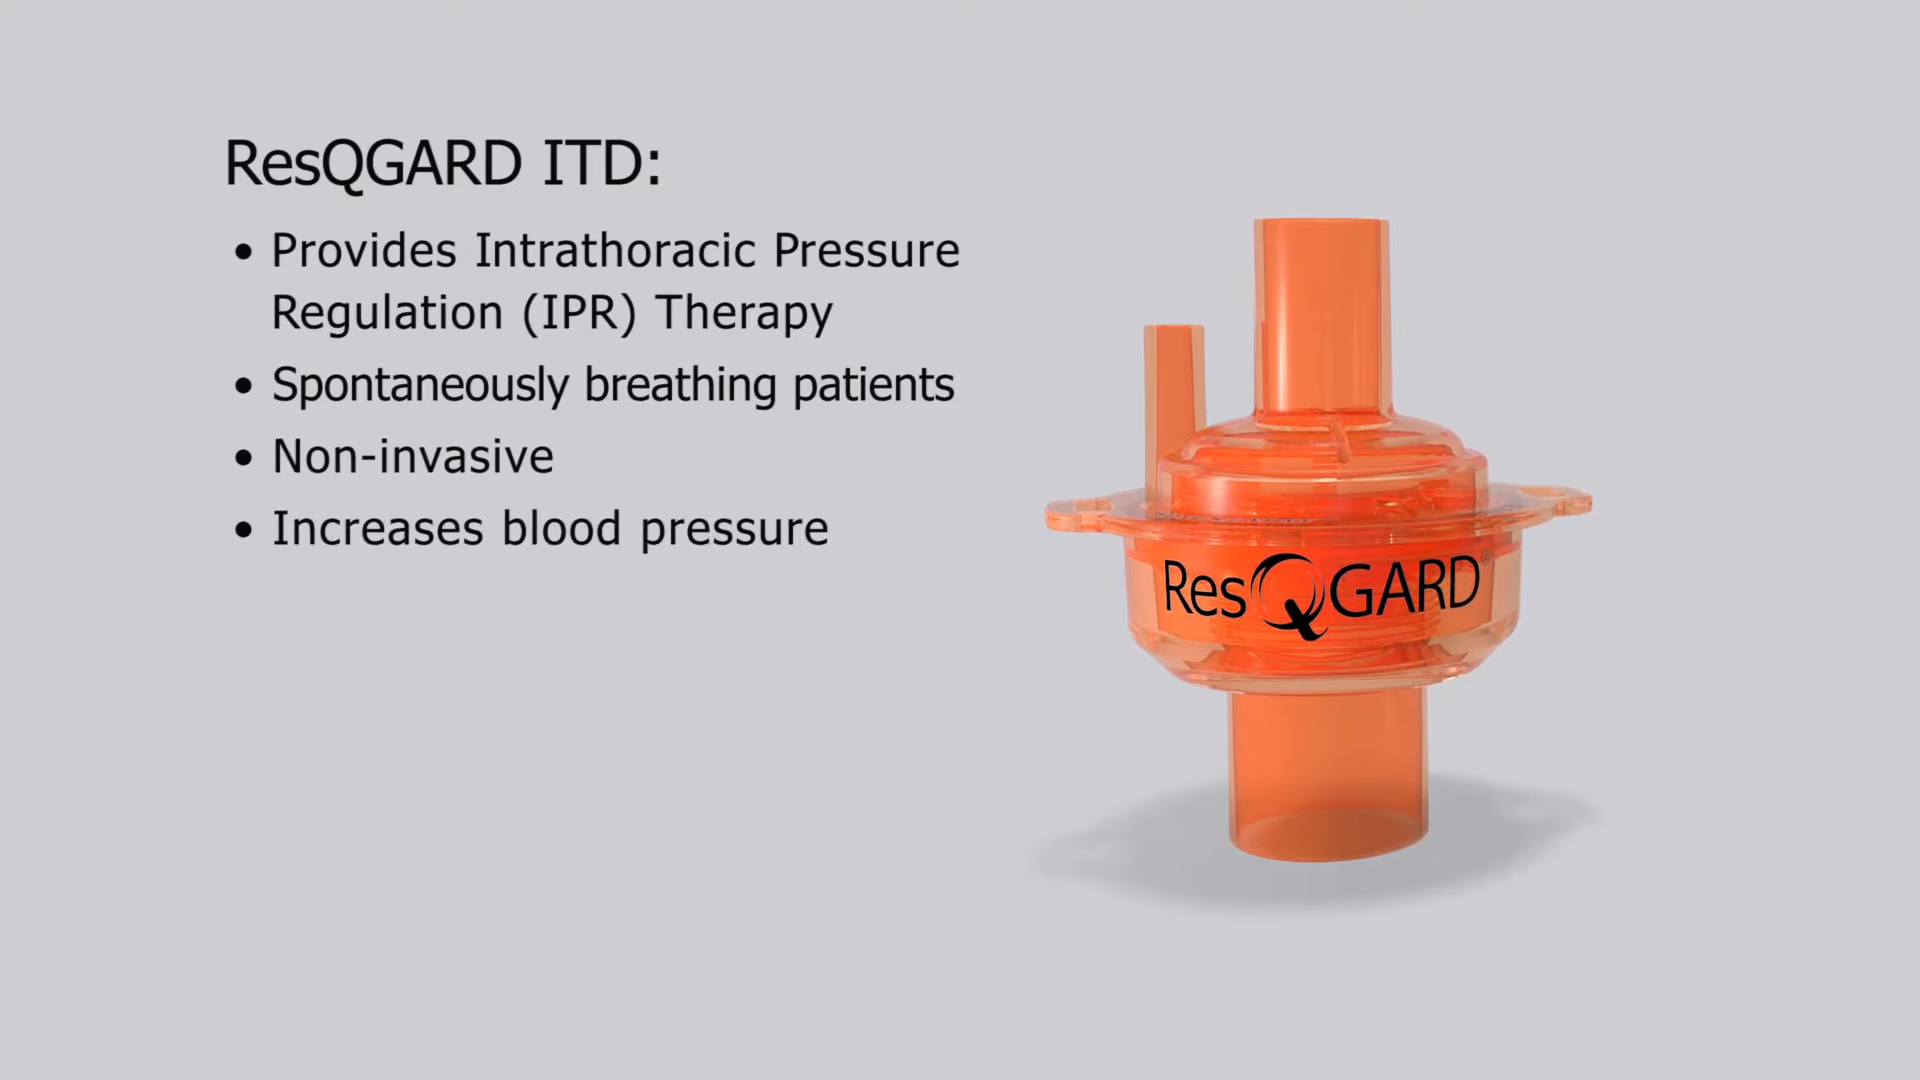 ResQGARD ITD:
• Provides Intrathoracic Pressure
Regulation (IPR) Therapy
• Spontaneously breathing patients
• Non-invasive
• Increases blood pressure
ResQGARD®